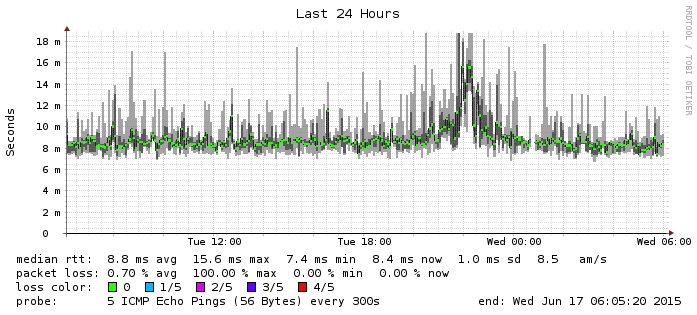 Last 24 Hours
RRDTOOL / TOBI OETIKER
Seconds
18 m
16 m
14 m
12 m
10 m
8 m
6 m
4 m
2 m
0
Tue 12:00 Tue 18:00 Wed 00:00 Wed 06:00
median rtt: 8.8 ms avg 15.6 ms max 7.4 ms min 8.4 ms now 1.0 ms sd 8.5 am/s
packet loss: 0.70 % avg 100.00 % max 0.00 % min 0.00 % now
loss color: 0 1/5 2/5 3/5 4/5
probe: 5 ICMP Echo Pings (56 Bytes) every 300s end: Wed Jun 17 06:05:20 2015